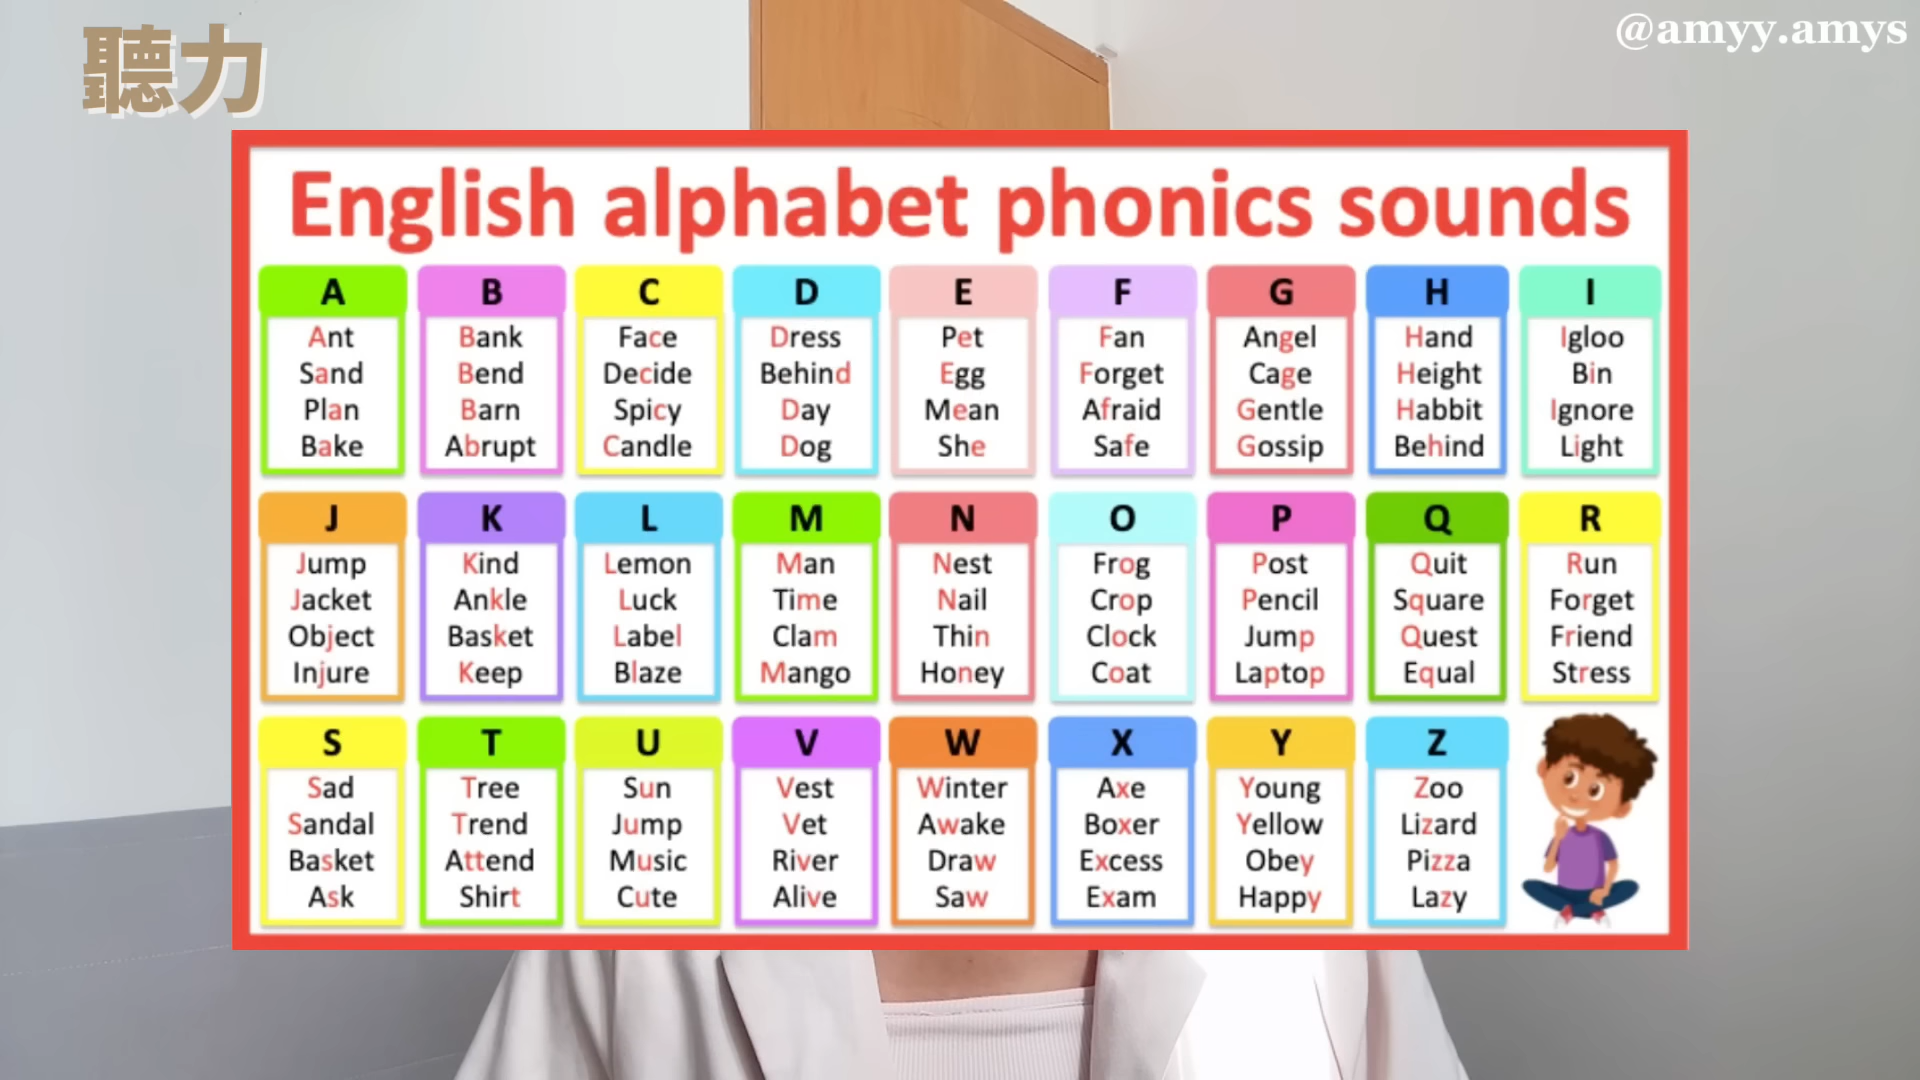 聽力
@amyy.amys
English alphabet phonics sounds
A
Ant
Sand
Plan
Bake
B
Bank
Bend
Barn
Abrupt
C
Face
Decide
Spicy
Candle
D
Dress
Behind
Day
Dog
E
Pet
Egg
Mean
She
F
Fan
Forget
Afraid
Safe
G
Angel
Cage
Gentle
Gossip
H
Hand
Height
Habbit
Behind
I
Igloo
Bin
Ignore
Light
J
Jump
Jacket
Object
Injure
K
Kind
Ankle
Basket
Keep
L
Lemon
Luck
Label
Blaze
M
Man
Time
Clam
Mango
N
Nest
Nail
Thin
Honey
O
Frog
Crop
Clock
Coat
P
Post
Pencil
Jump
Laptop
Q
Quit
Square
Quest
Equal
R
Run
Forget
Friend
Stress
S
Sad
Sandal
Basket
Ask
T
Tree
Trend
Attend
Shirt
U
Sun
Jump
Music
Cute
V
Vest
Vet
River
Alive
W
Winter
Awake
Draw
Saw
X
Axe
Boxer
Excess
Exam
Y
Young
Yellow
Obey
Happy
Z
Zoo
Lizard
Pizza
Lazy